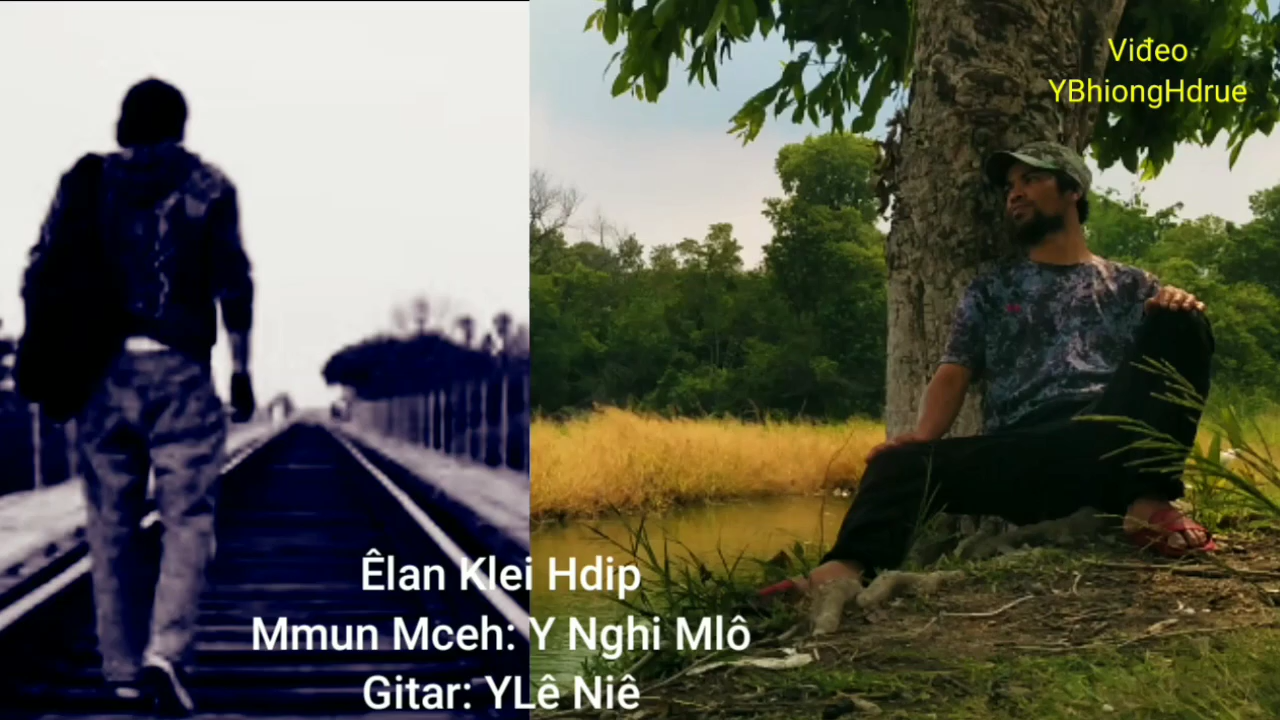 Viđeo
YBhiongHdrue
Êlan Klei Hdip
Mmun Mceh: Y Nghi Mlô
Gitar: YLê Niê